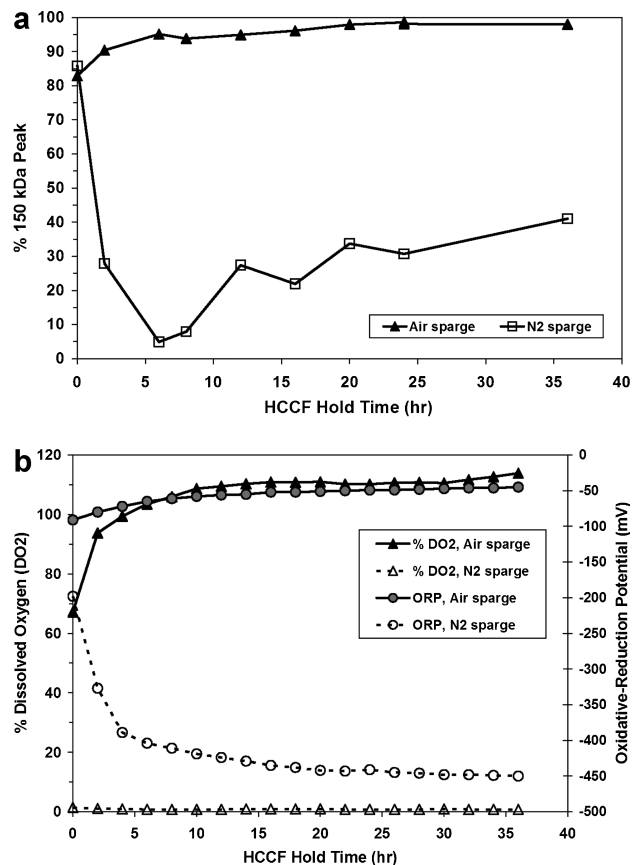 a
100
90
80
70
60
50
40
30
20
10
0
% 150 kDa Peak
Air sparge
N2 sparge
0 5 10 15 20 25 30 35 40
HCCF Hold Time (hr)
b
120
100
80
60
40
20
0
% Dissolved Oxygen (DO2)
% DO2, Air sparge
% DO2, N2 sparge
ORP, Air sparge
ORP, N2 sparge
0
-50
-100
-150
-200
-250
-300
-350
-400
-450
-500
Oxidative-Reduction Potential (mV)
0 5 10 15 20 25 30 35 40
HCCF Hold Time (hr)